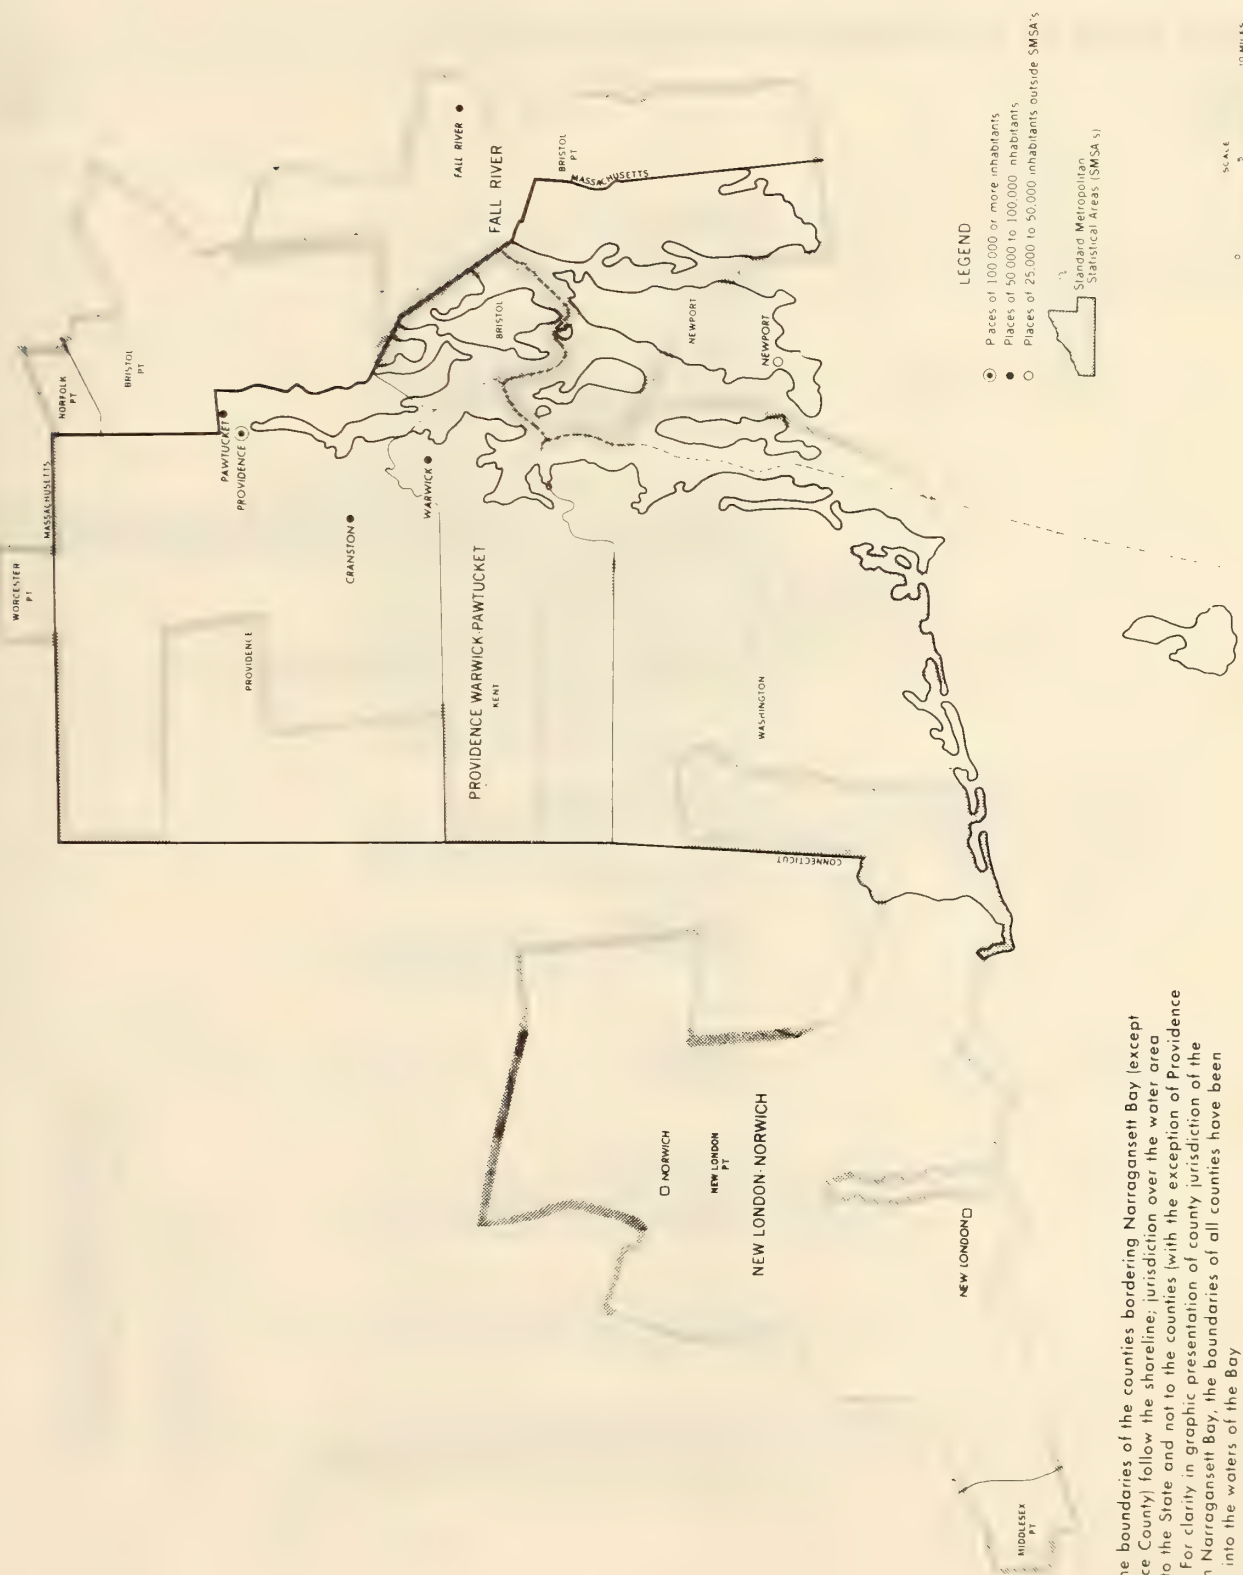 WORCESTER
PT
MASSACHUSETTS
NORFOLK
PT
BRISTOL
PT
PAWTUCKET
PROVIDENCE
CRANSTON
WARWICK
PROVIDENCE
PROVIDENCE WARWICK-PAWTUCKET
KENT
WASHINGTON
CONNECTICUT
FALL RIVER
FALL RIVER
BRISTOL
PT
MASSACHUSETTS
BRISTOL
NEWPORT
NEWPORT
NORWICH
NEW LONDON
PT
NEW LONDON-NORWICH
NEW LONDON
MIDDLESEX
PT
LEGEND
Places of 100 000 or more inhabitants
Places of 50 000 to 100,000 nhabitants
Places of 25,000 to 50,000 inhabitants outside SMSA's
Standard Metropolitan
Statistical Areas (SMSA s)
SCALE
0 5 10 MILES
he boundaries of the counties bordering Narragansett Bay (except
ce County) follow the shoreline; jurisdiction over the water area
to the State and not to the counties (with the exception of Providence
For clarity in graphic presentation of county jurisdiction of the
n Narragansett Bay, the boundaries of all counties have been
into the waters of the Bay